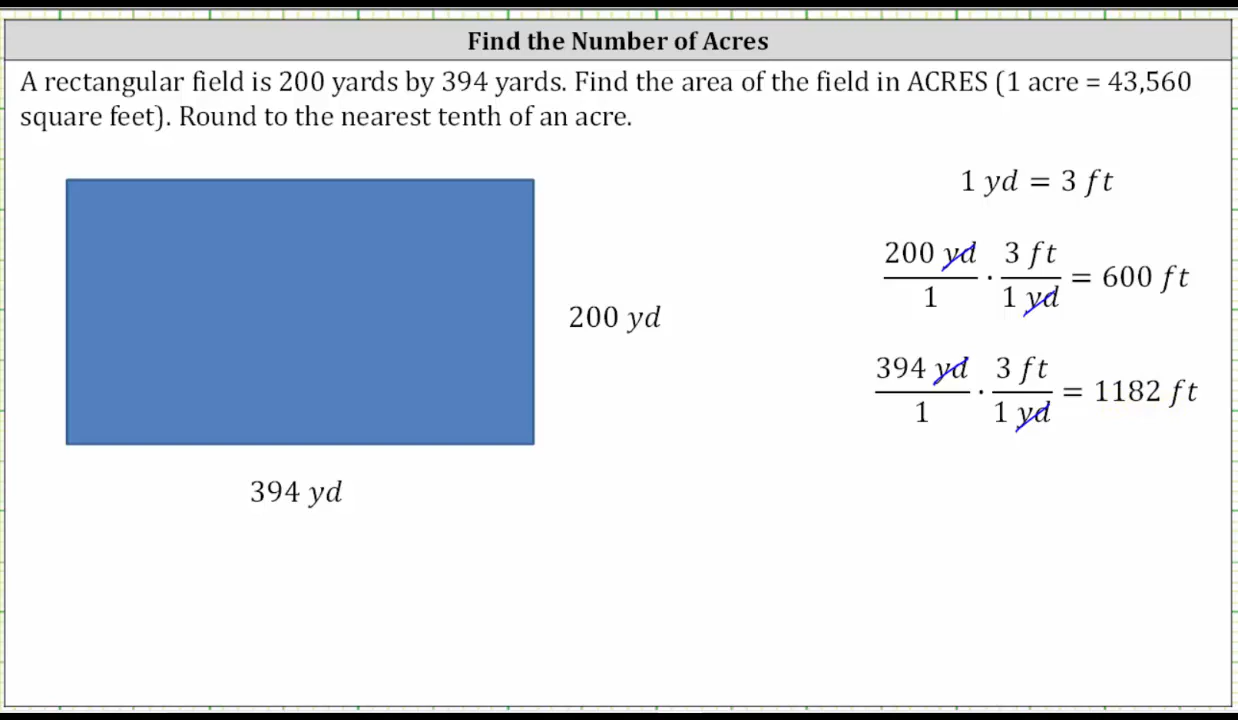 Find the Number of Acres
A rectangular field is 200 yards by 394 yards. Find the area of the field in ACRES (1 acre = 43,560
square feet). Round to the nearest tenth of an acre.
1 yd = 3 ft
200 yd / 1 · 3 ft / 1 yd = 600 ft
200 yd
394 yd / 1 · 3 ft / 1 yd = 1182 ft
394 yd